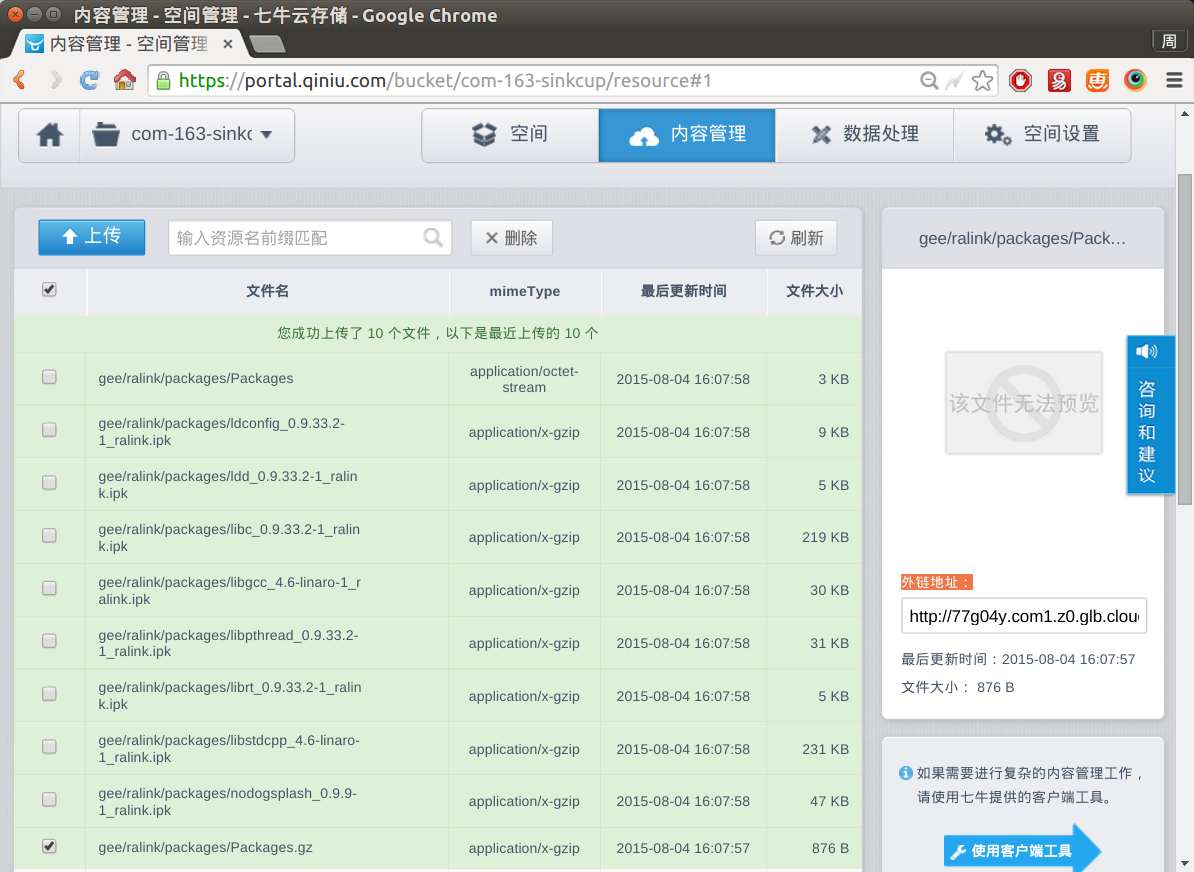 内容管理 - 空间管理 - 七牛云存储 - Google Chrome
内容管理 - 空间管理
周
https://portal.qiniu.com/bucket/com-163-sinkcup/resource#1
com-163-sinkc
空间
内容管理
数据处理
空间设置
上传
输入资源名前缀匹配
删除
刷新
文件名 mimeType 最后更新时间 文件大小
您成功上传了 10 个文件，以下是最近上传的 10 个
gee/ralink/packages/Packages application/octet-stream 2015-08-04 16:07:58 3 KB
gee/ralink/packages/ldconfig_0.9.33.2-1_ralink.ipk application/x-gzip 2015-08-04 16:07:58 9 KB
gee/ralink/packages/ldd_0.9.33.2-1_ralink.ipk application/x-gzip 2015-08-04 16:07:58 5 KB
gee/ralink/packages/libc_0.9.33.2-1_ralink.ipk application/x-gzip 2015-08-04 16:07:58 219 KB
gee/ralink/packages/libgcc_4.6-linaro-1_ralink.ipk application/x-gzip 2015-08-04 16:07:58 30 KB
gee/ralink/packages/libpthread_0.9.33.2-1_ralink.ipk application/x-gzip 2015-08-04 16:07:58 31 KB
gee/ralink/packages/librt_0.9.33.2-1_ralink.ipk application/x-gzip 2015-08-04 16:07:58 5 KB
gee/ralink/packages/libstdcpp_4.6-linaro-1_ralink.ipk application/x-gzip 2015-08-04 16:07:58 231 KB
gee/ralink/packages/nodogsplash_0.9.9-1_ralink.ipk application/x-gzip 2015-08-04 16:07:58 47 KB
gee/ralink/packages/Packages.gz application/x-gzip 2015-08-04 16:07:57 876 B
gee/ralink/packages/Pack…
该文件无法预览
咨询和建议
外链地址：
http://77g04y.com1.z0.glb.clou
最后更新时间：2015-08-04 16:07:57
文件大小： 876 B
如果需要进行复杂的内容管理工作，
请使用七牛提供的客户端工具。
使用客户端工具